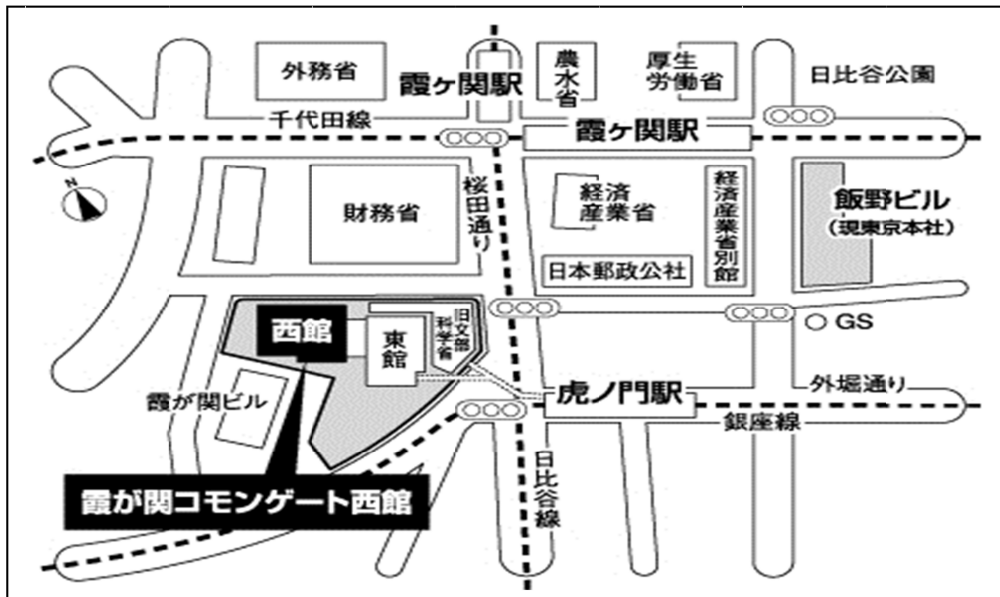 外務省
霞ヶ関駅
農水省
厚生
労働省
日比谷公園
千代田線
霞ヶ関駅
N
財務省
桜田通り
経済
産業省
経済産業省別館
飯野ビル
(現東京本社)
日本郵政公社
西館
東館
旧文部
科学省
GS
霞が関ビル
虎ノ門駅
外堀通り
銀座線
日比谷線
霞が関コモンゲート西館